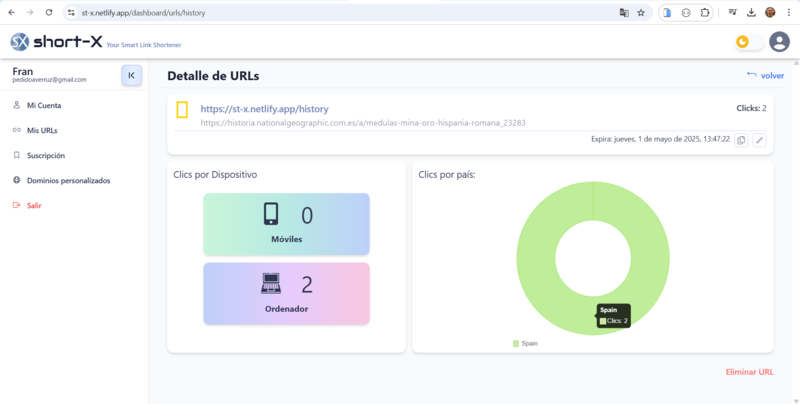 st-x.netlify.app/dashboard/urls/history
SX short-X Your Smart Link Shortener
Fran
pedidoaverruz@gmail.com
Mi Cuenta
Mis URLs
Suscripción
Dominios personalizados
Salir
Detalle de URLs
volver
https://st-x.netlify.app/history
Clicks: 2
https://historia.nationalgeographic.com.es/a/medulas-mina-oro-hispania-romana_23283
Expira: jueves, 1 de mayo de 2025, 13:47:22
Clics por Dispositivo
0
Móviles
2
Ordenador
Clics por país:
Spain
Clics: 2
Spain
Eliminar URL